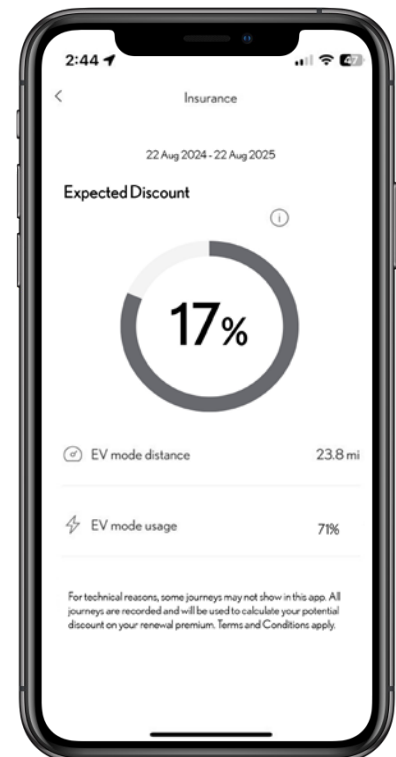 2:44
47
Insurance
22 Aug 2024 - 22 Aug 2025
Expected Discount
i
17%
EV mode distance 23.8 mi
EV mode usage 71%
For technical reasons, some journeys may not show in this app. All
journeys are recorded and will be used to calculate your potential
discount on your renewal premium. Terms and Conditions apply.